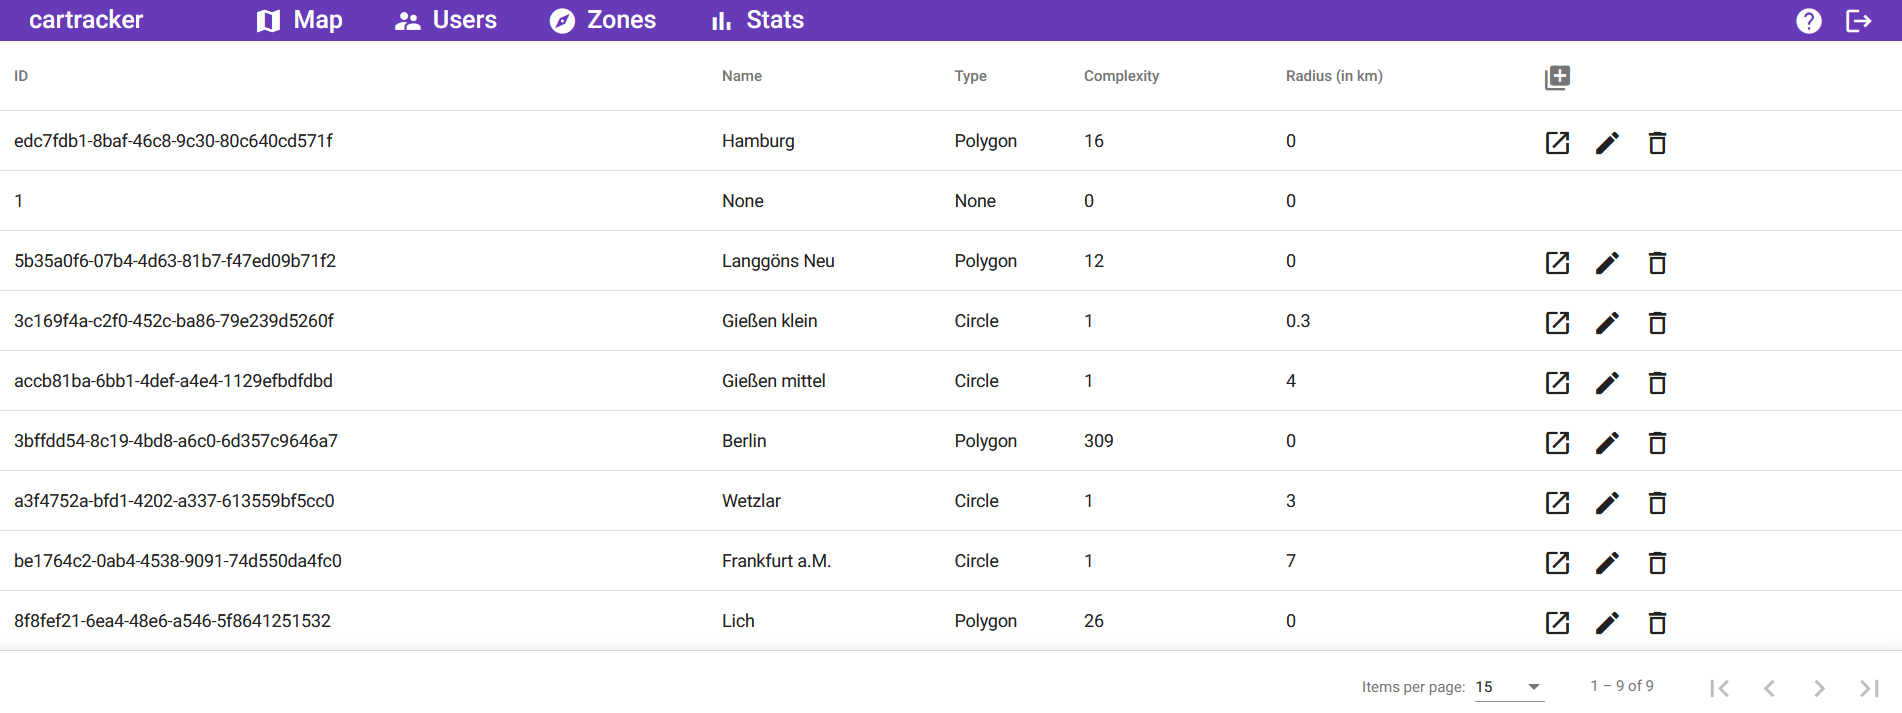 cartracker Map Users Zones Stats
ID Name Type Complexity Radius (in km)
edc7fdb1-8baf-46c8-9c30-80c640cd571f Hamburg Polygon 16 0
1 None None 0 0
5b35a0f6-07b4-4d63-81b7-f47ed09b71f2 Langgöns Neu Polygon 12 0
3c169f4a-c2f0-452c-ba86-79e239d5260f Gießen klein Circle 1 0.3
accb81ba-6bb1-4def-a4e4-1129efbdfdbd Gießen mittel Circle 1 4
3bffdd54-8c19-4bd8-a6c0-6d357c9646a7 Berlin Polygon 309 0
a3f4752a-bfd1-4202-a337-613559bf5cc0 Wetzlar Circle 1 3
be1764c2-0ab4-4538-9091-74d550da4fc0 Frankfurt a.M. Circle 1 7
8f8fef21-6ea4-48e6-a546-5f8641251532 Lich Polygon 26 0
Items per page: 15 1 – 9 of 9